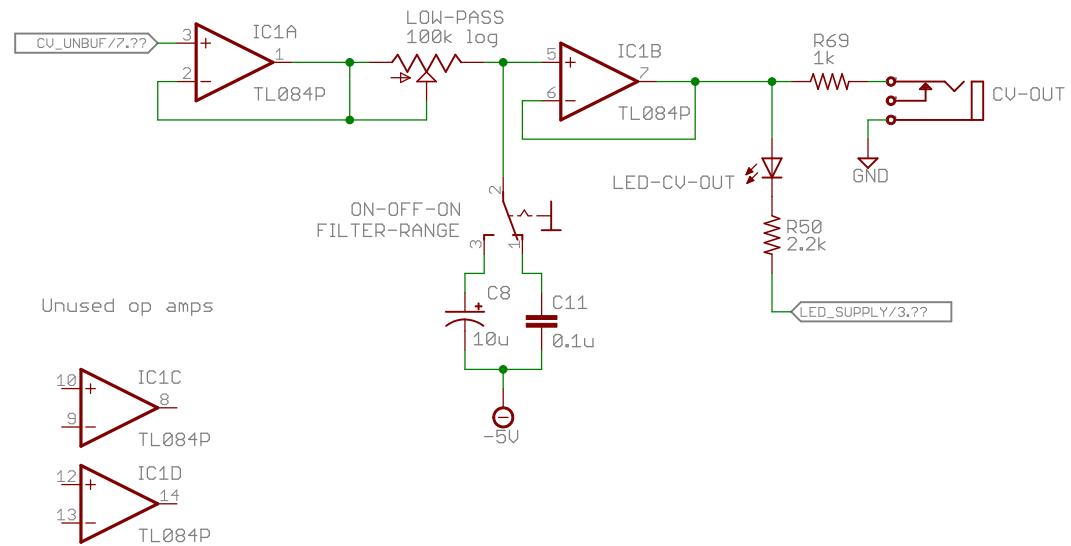 LOW-PASS
100k log
IC1A
CV_UNBUF/7.??
3
1
2
TL084P
IC1B
5
7
6
TL084P
R69
1k
CV-OUT
GND
LED-CV-OUT
ON-OFF-ON
FILTER-RANGE
2
3
1
R50
2.2k
C8
10u
C11
0.1u
LED_SUPPLY/3.??
-5V
Unused op amps
IC1C
10
8
9
TL084P
IC1D
12
14
13
TL084P